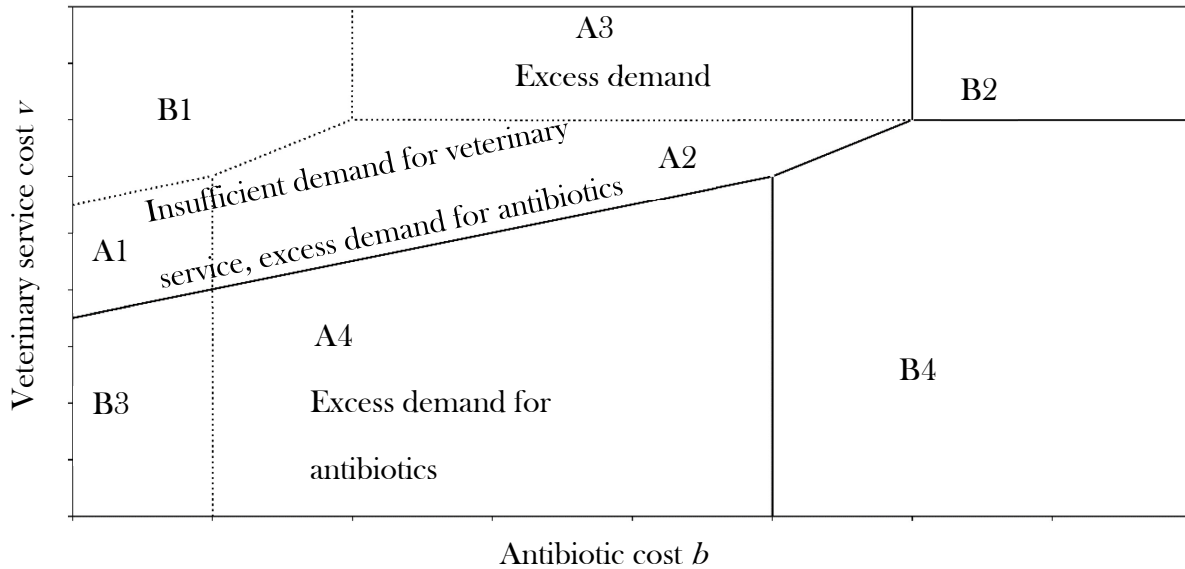 A3
Excess demand
B1
B2
Insufficient demand for veterinary
A2
service, excess demand for antibiotics
A1
A4
Excess demand for
antibiotics
B3
B4
Veterinary service cost v
Antibiotic cost b